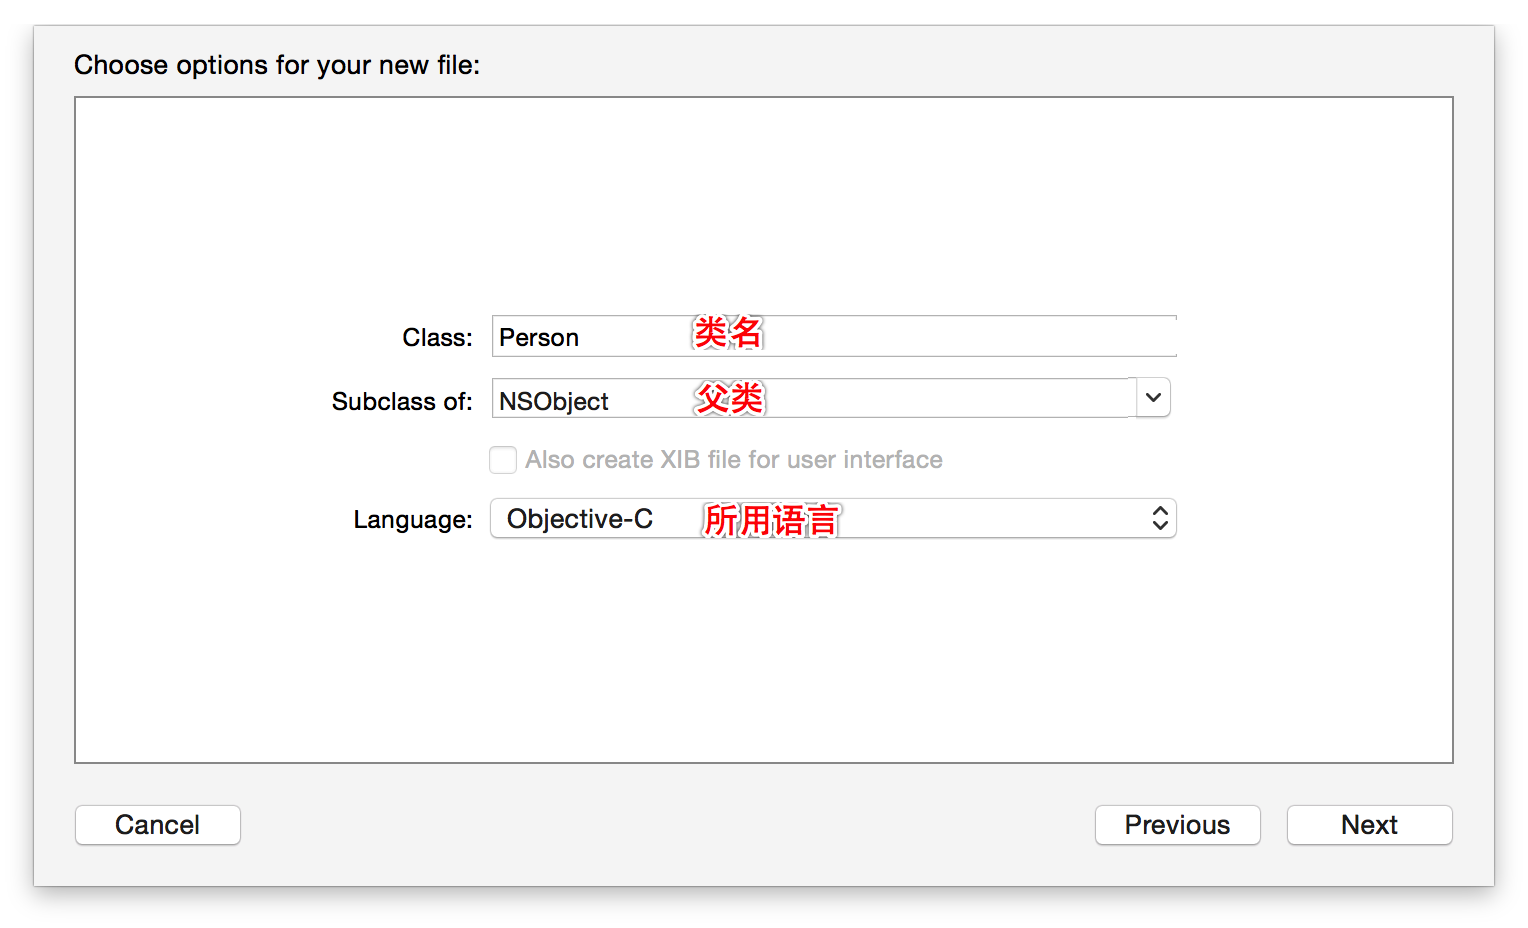 Choose options for your new file:
Class: Person 类名
Subclass of: NSObject 父类
Also create XIB file for user interface
Language: Objective-C 所用语言
Cancel Previous Next